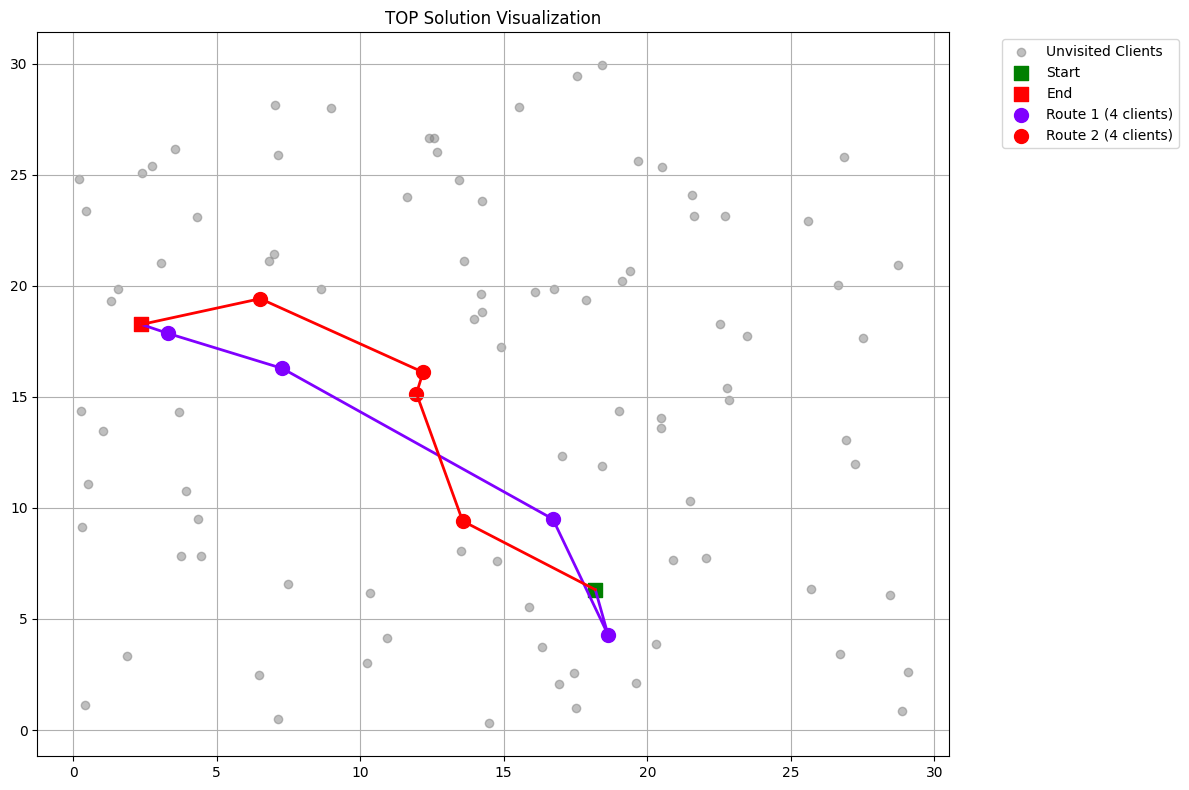 TOP Solution Visualization
30
25
20
15
10
5
0
0 5 10 15 20 25 30
Unvisited Clients
Start
End
Route 1 (4 clients)
Route 2 (4 clients)